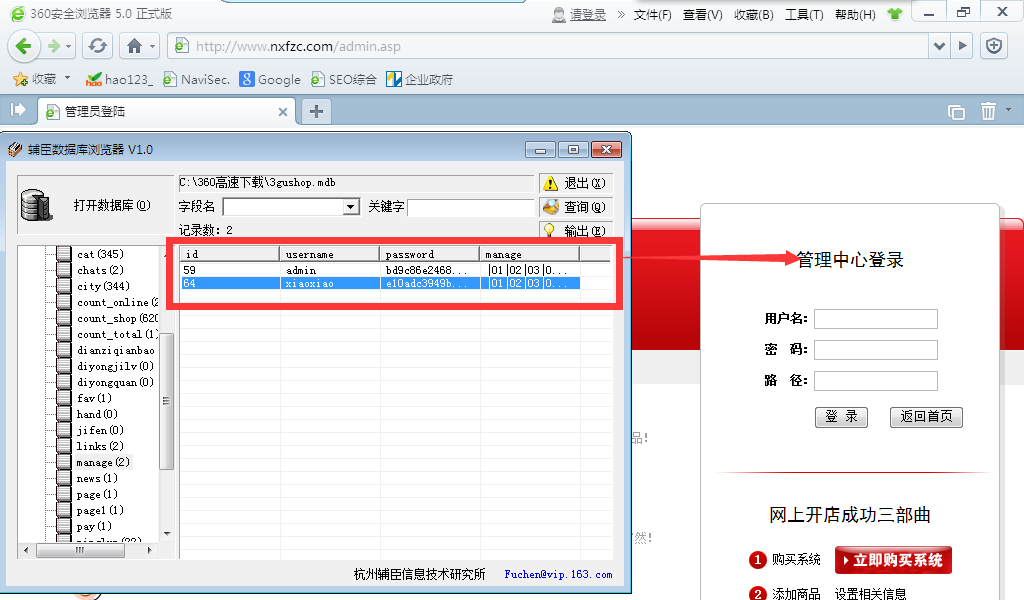 360安全浏览器 5.0 正式版
请登录 » 文件(F) 查看(V) 收藏(B) 工具(T) 帮助(H)
http://www.nxfzc.com/admin.asp
收藏 hao123_ NaviSec. Google SEO综合 企业政府
管理员登陆
辅臣数据库浏览器 V1.0
打开数据库(O)
C:\360高速下载\3gushop.mdb
退出(X)
字段名 关键字
查询(Q)
记录数: 2
输出(E)
cat(345)
chats(2)
city(344)
count_online(2
count_shop(620
count_total(1)
dianziqianbao
diyongjilv(0)
diyongquan(0)
fav(1)
hand(0)
jifen(0)
links(2)
manage(2)
news(1)
page(1)
page1(1)
pay(1)
id username password manage
59 admin bd9c86e2468... |01|02|03|0...
64 xiaoxiao e10adc3949b... |01|02|03|0...
杭州辅臣信息技术研究所 Fuchen@vip.163.com
品!
然!
管理中心登录
用户名:
密 码:
路 径:
登 录
返回首页
网上开店成功三部曲
1 购买系统 立即购买系统
2 添加商品 设置相关信息